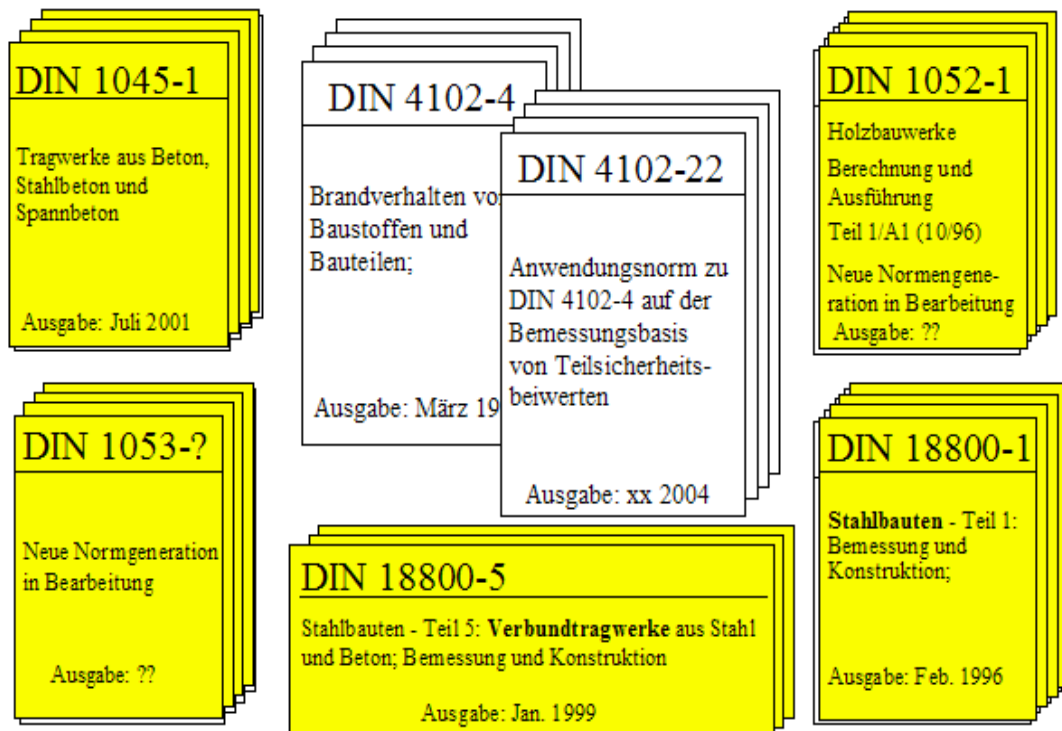 DIN 1045-1
Tragwerke aus Beton,
Stahlbeton und
Spannbeton
Ausgabe: Juli 2001
DIN 4102-4
Brandverhalten vo
Baustoffen und
Bauteilen;
Ausgabe: März 19
DIN 4102-22
Anwendungsnorm zu
DIN 4102-4 auf der
Bemessungsbasis
von Teilsicherheits-
beiwerten
Ausgabe: xx 2004
DIN 1052-1
Holzbauwerke
Berechnung und
Ausführung
Teil 1/A1 (10/96)
Neue Normengene-
ration in Bearbeitung
Ausgabe: ??
DIN 1053-?
Neue Normgeneration
in Bearbeitung
Ausgabe: ??
DIN 18800-5
Stahlbauten - Teil 5: Verbundtragwerke aus Stahl
und Beton; Bemessung und Konstruktion
Ausgabe: Jan. 1999
DIN 18800-1
Stahlbauten - Teil 1:
Bemessung und
Konstruktion;
Ausgabe: Feb. 1996